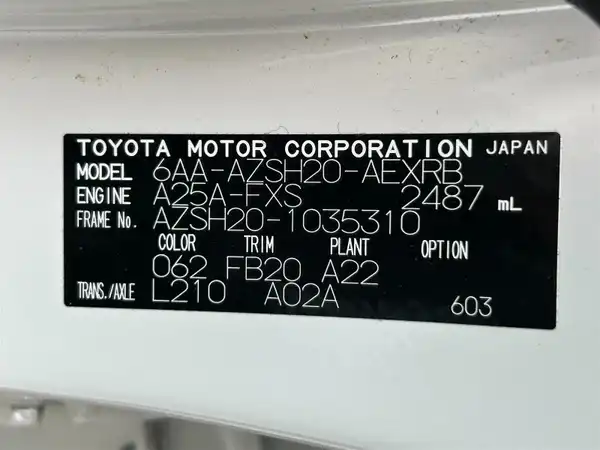 TOYOTA MOTOR CORPORATION JAPAN
MODEL 6AA-AZSH20-AEXRB
ENGINE A25A-FXS 2487 mL
FRAME No. AZSH20-1035310
COLOR TRIM PLANT OPTION
062 FB20 A22
TRANS./AXLE L210 A02A 603